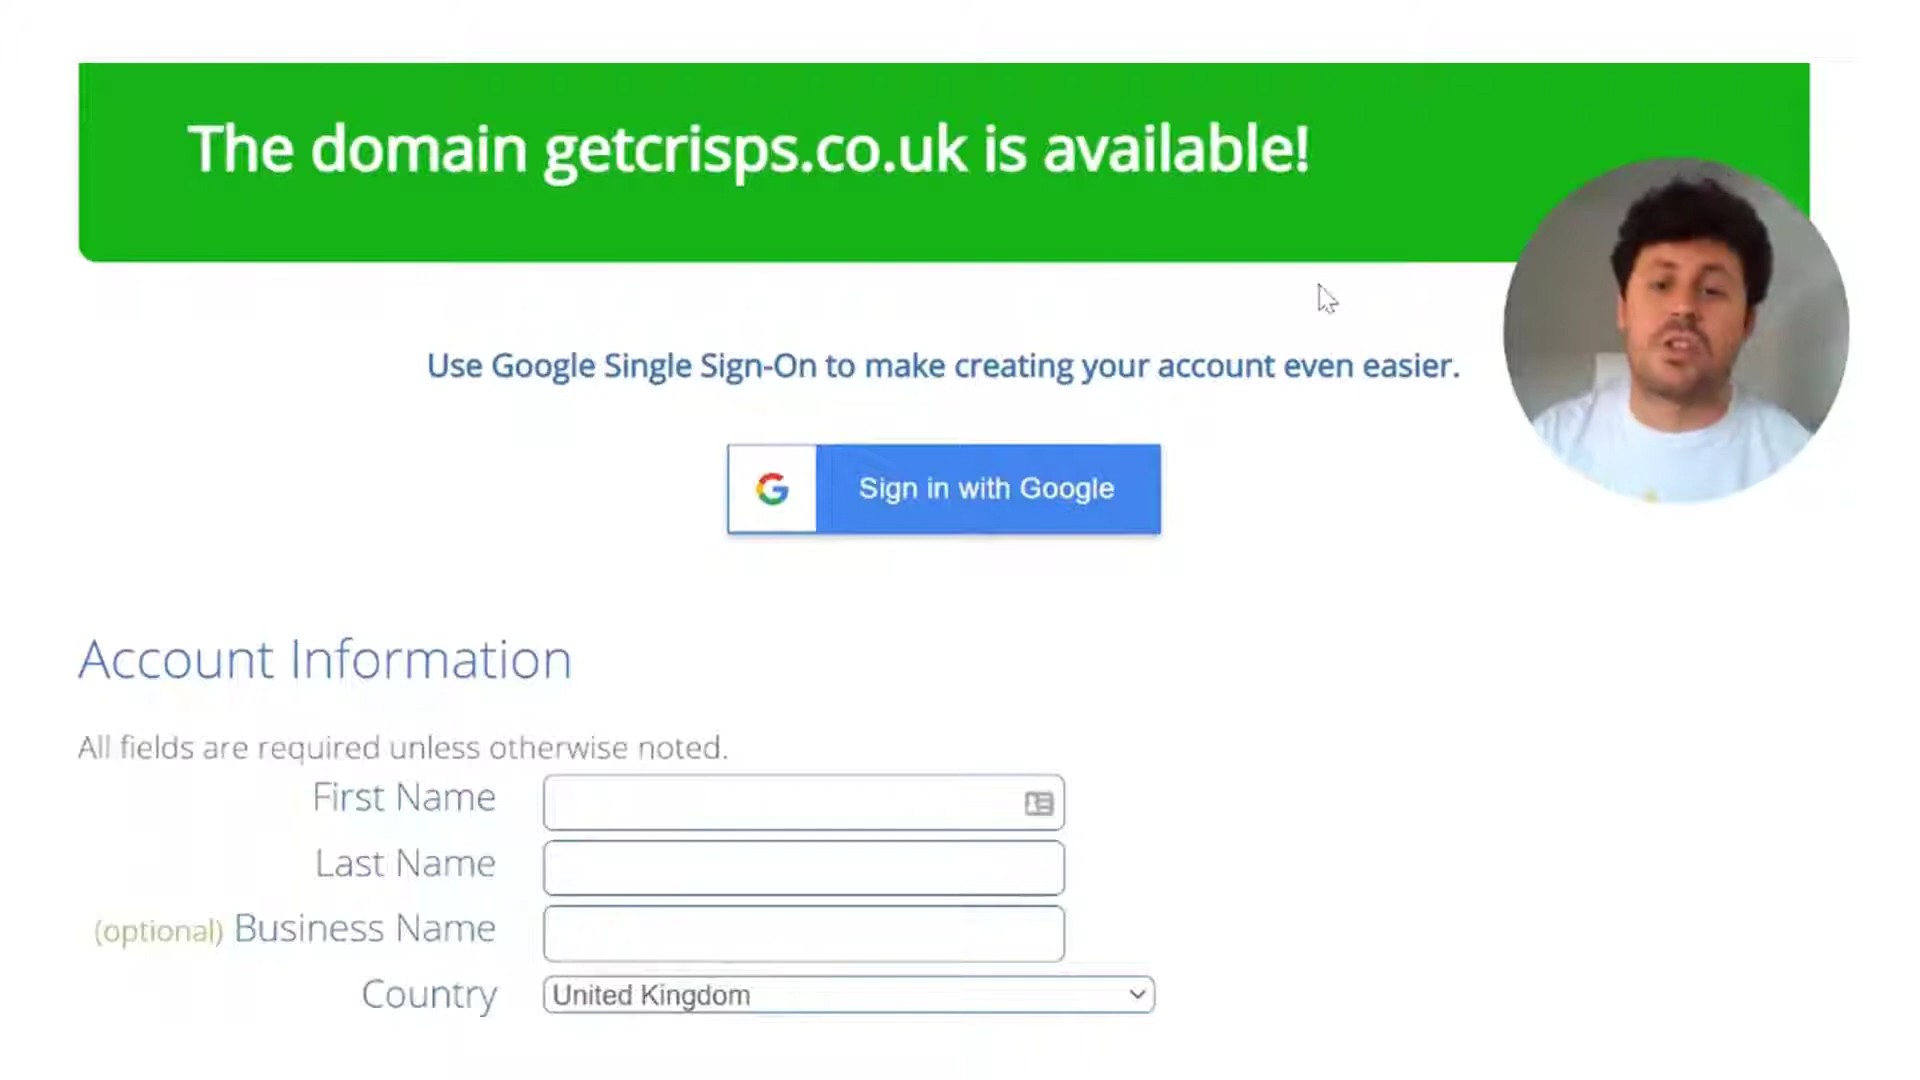 The domain getcrisps.co.uk is available!
Use Google Single Sign-On to make creating your account even easier.
G Sign in with Google
Account Information
All fields are required unless otherwise noted.
First Name
Last Name
(optional) Business Name
Country United Kingdom